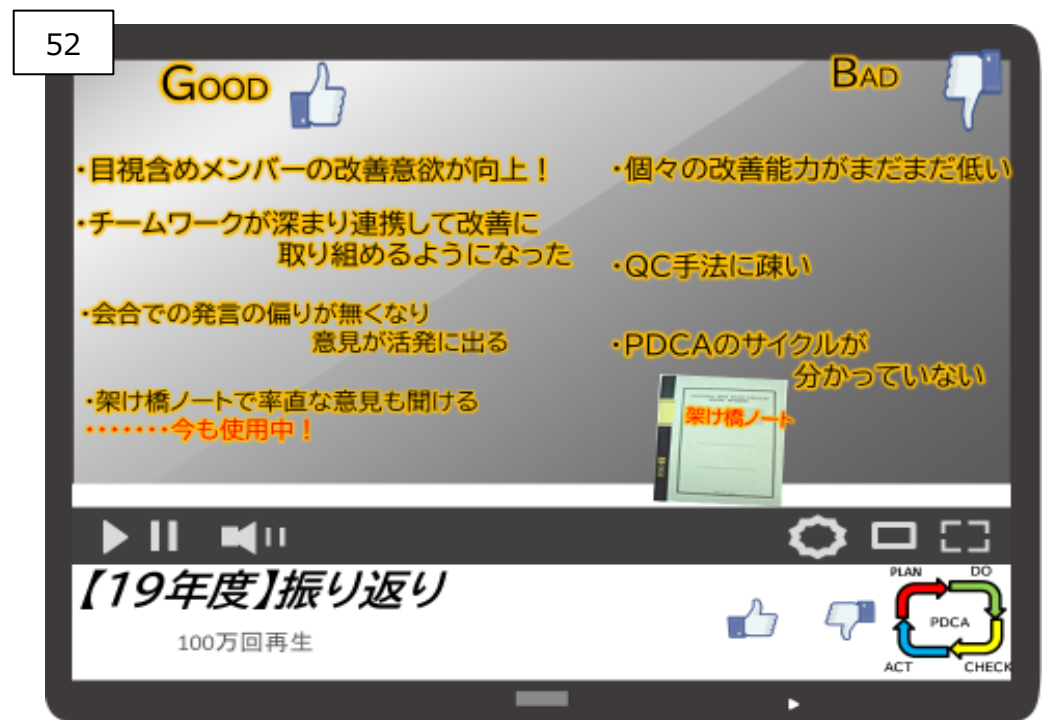 52
GOOD
BAD
・目視含めメンバーの改善意欲が向上！
・チームワークが深まり連携して改善に
取り組めるようになった
・会合での発言の偏りが無くなり
意見が活発に出る
・架け橋ノートで率直な意見も聞ける
・・・・・・・今も使用中！
・個々の改善能力がまだまだ低い
・QC手法に疎い
・PDCAのサイクルが
分かっていない
架け橋ノート
【19年度】振り返り
100万回再生
PLAN
DO
PDCA
ACT
CHECK